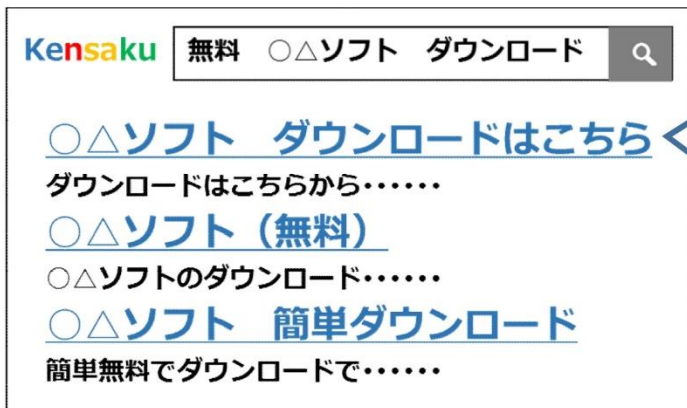 Kensaku 無料　○△ソフト　ダウンロード
○△ソフト　ダウンロードはこちら
ダウンロードはこちらから・・・・・・
○△ソフト（無料）
○△ソフトのダウンロード・・・・・・
○△ソフト　簡単ダウンロード
簡単無料でダウンロードで・・・・・・